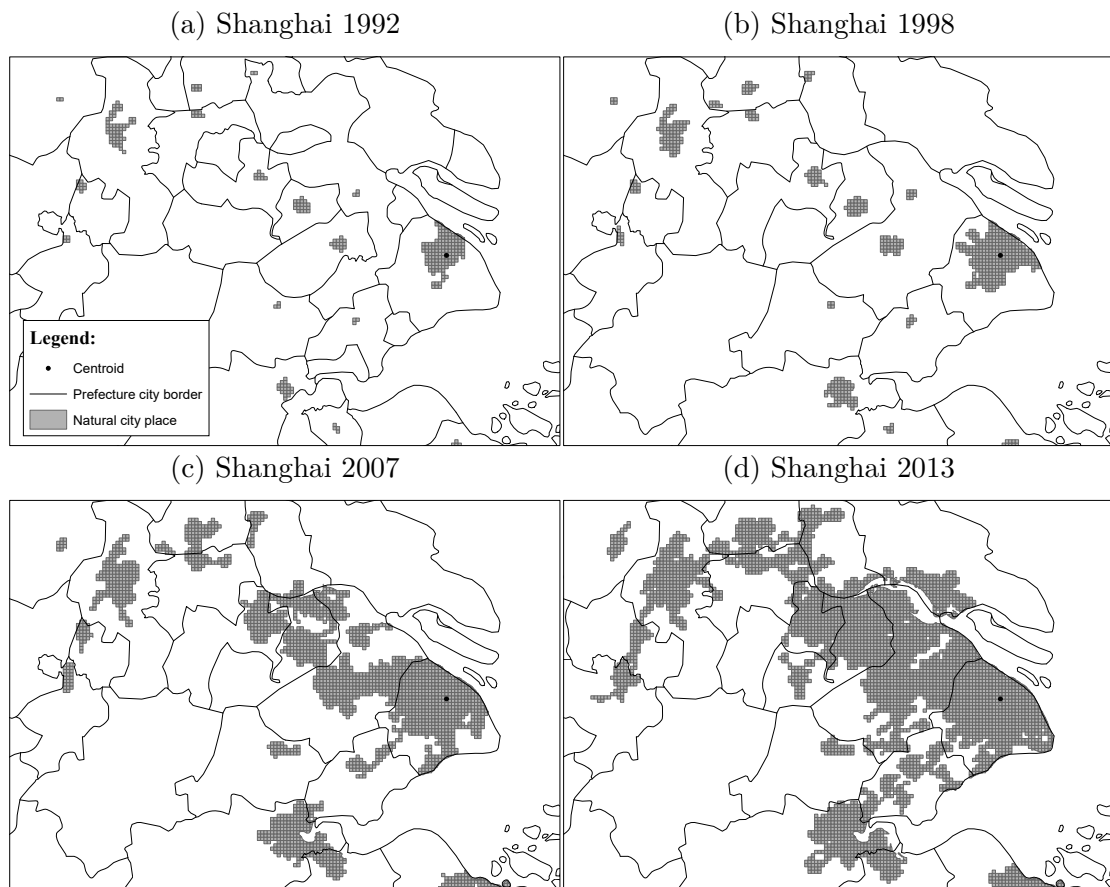 (a) Shanghai 1992
(b) Shanghai 1998
Legend:
Centroid
Prefecture city border
Natural city place
(c) Shanghai 2007
(d) Shanghai 2013